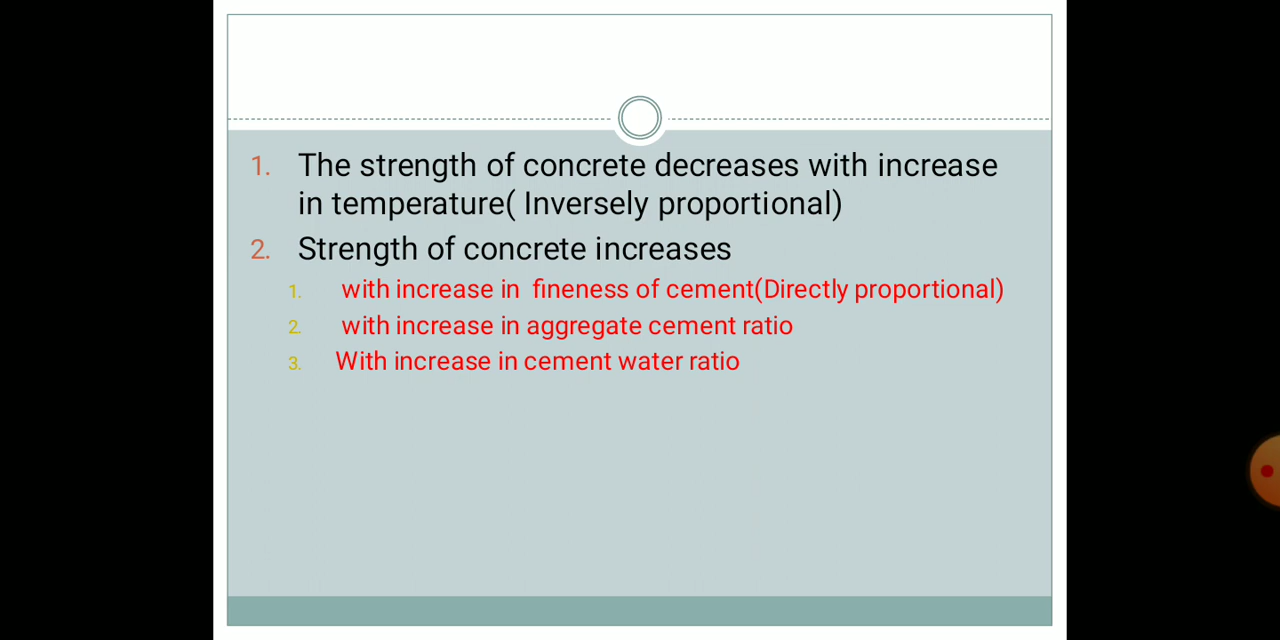 1. The strength of concrete decreases with increase
in temperature( Inversely proportional)
2. Strength of concrete increases
1. with increase in fineness of cement(Directly proportional)
2. with increase in aggregate cement ratio
3. With increase in cement water ratio